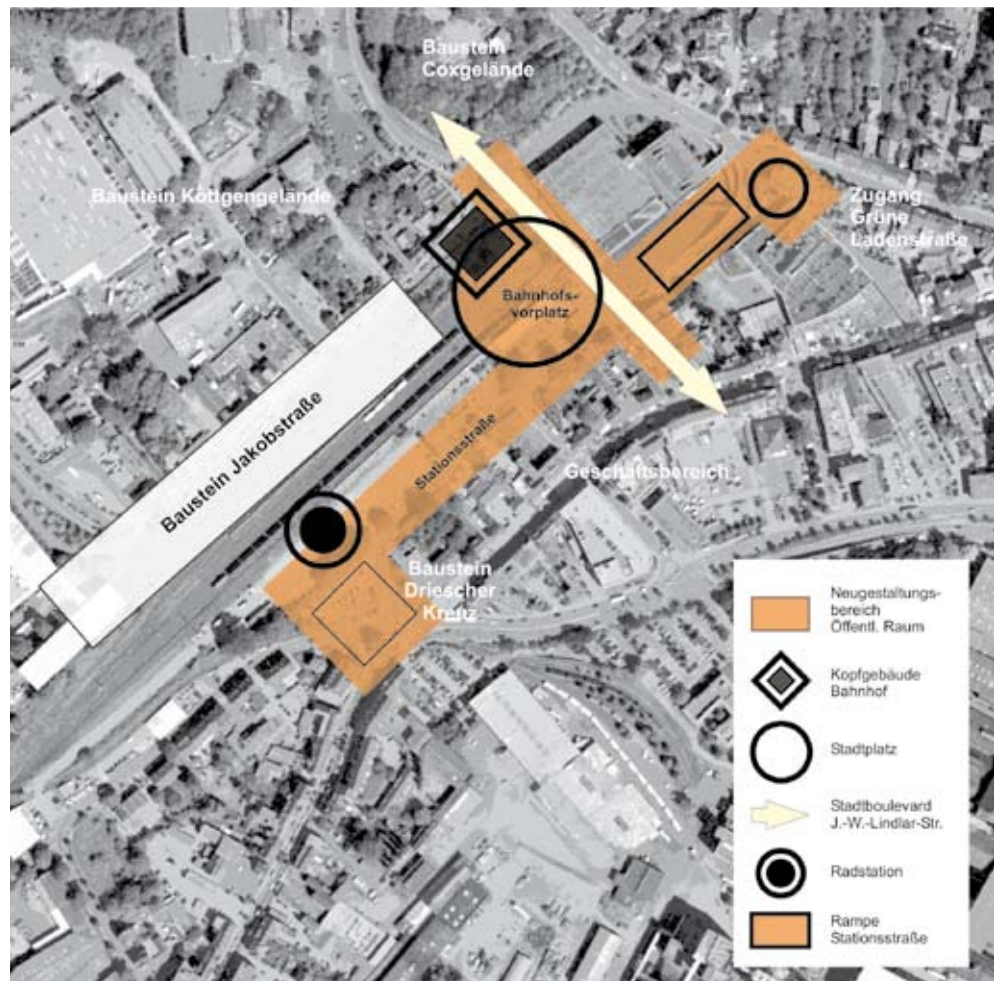 Baustein
Coxgelände
Baustein Köttgengelände
Zugang
Grüne
Ladenstraße
Bahnhofs-
vorplatz
Baustein Jakobstraße
Stationsstraße
Geschäftsbereich
Baustein
Driescher
Kreuz
Neugestaltungs-
bereich
Öffentl. Raum
Kopfgebäude
Bahnhof
Stadtplatz
Stadtboulevard
J.-W.-Lindlar-Str.
Radstation
Rampe
Stationsstraße